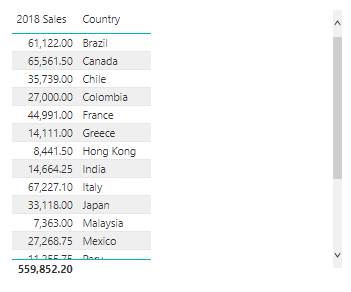 2018 Sales Country
61,122.00 Brazil
65,561.50 Canada
35,739.00 Chile
27,000.00 Colombia
44,991.00 France
14,111.00 Greece
8,441.50 Hong Kong
14,664.25 India
67,227.10 Italy
33,118.00 Japan
7,363.00 Malaysia
27,268.75 Mexico
559,852.20